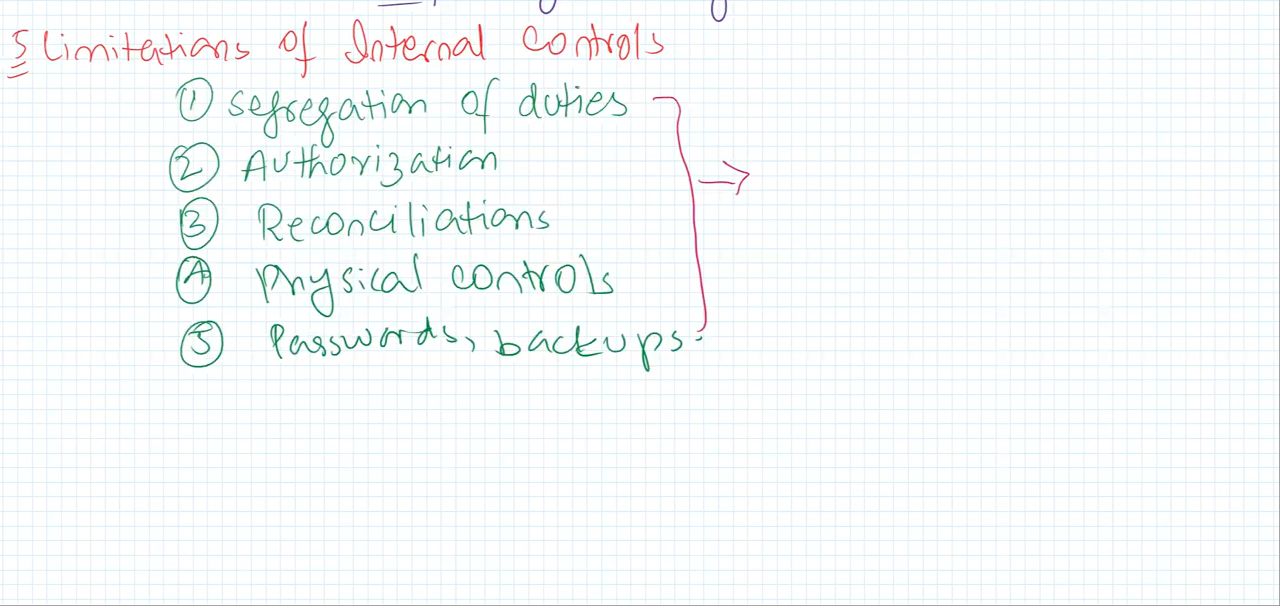 5 Limitations of Internal Controls
① Segregation of duties
② Authorization
③ Reconciliations
④ Physical controls
⑤ Passwords, backups.